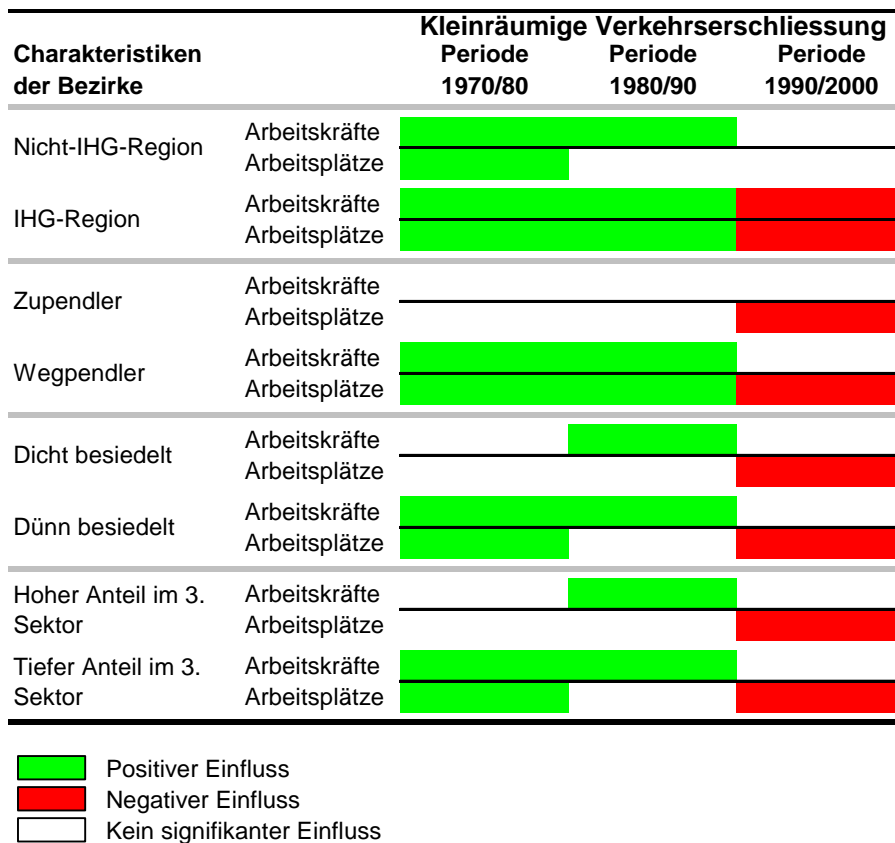 Kleinräumige Verkehrserschliessung
Charakteristiken der Bezirke
Periode 1970/80
Periode 1980/90
Periode 1990/2000
Nicht-IHG-Region
Arbeitskräfte
Arbeitsplätze
IHG-Region
Arbeitskräfte
Arbeitsplätze
Zupendler
Arbeitskräfte
Arbeitsplätze
Wegpendler
Arbeitskräfte
Arbeitsplätze
Dicht besiedelt
Arbeitskräfte
Arbeitsplätze
Dünn besiedelt
Arbeitskräfte
Arbeitsplätze
Hoher Anteil im 3.
Sektor
Arbeitskräfte
Arbeitsplätze
Tiefer Anteil im 3.
Sektor
Arbeitskräfte
Arbeitsplätze
Positiver Einfluss
Negativer Einfluss
Kein signifikanter Einfluss